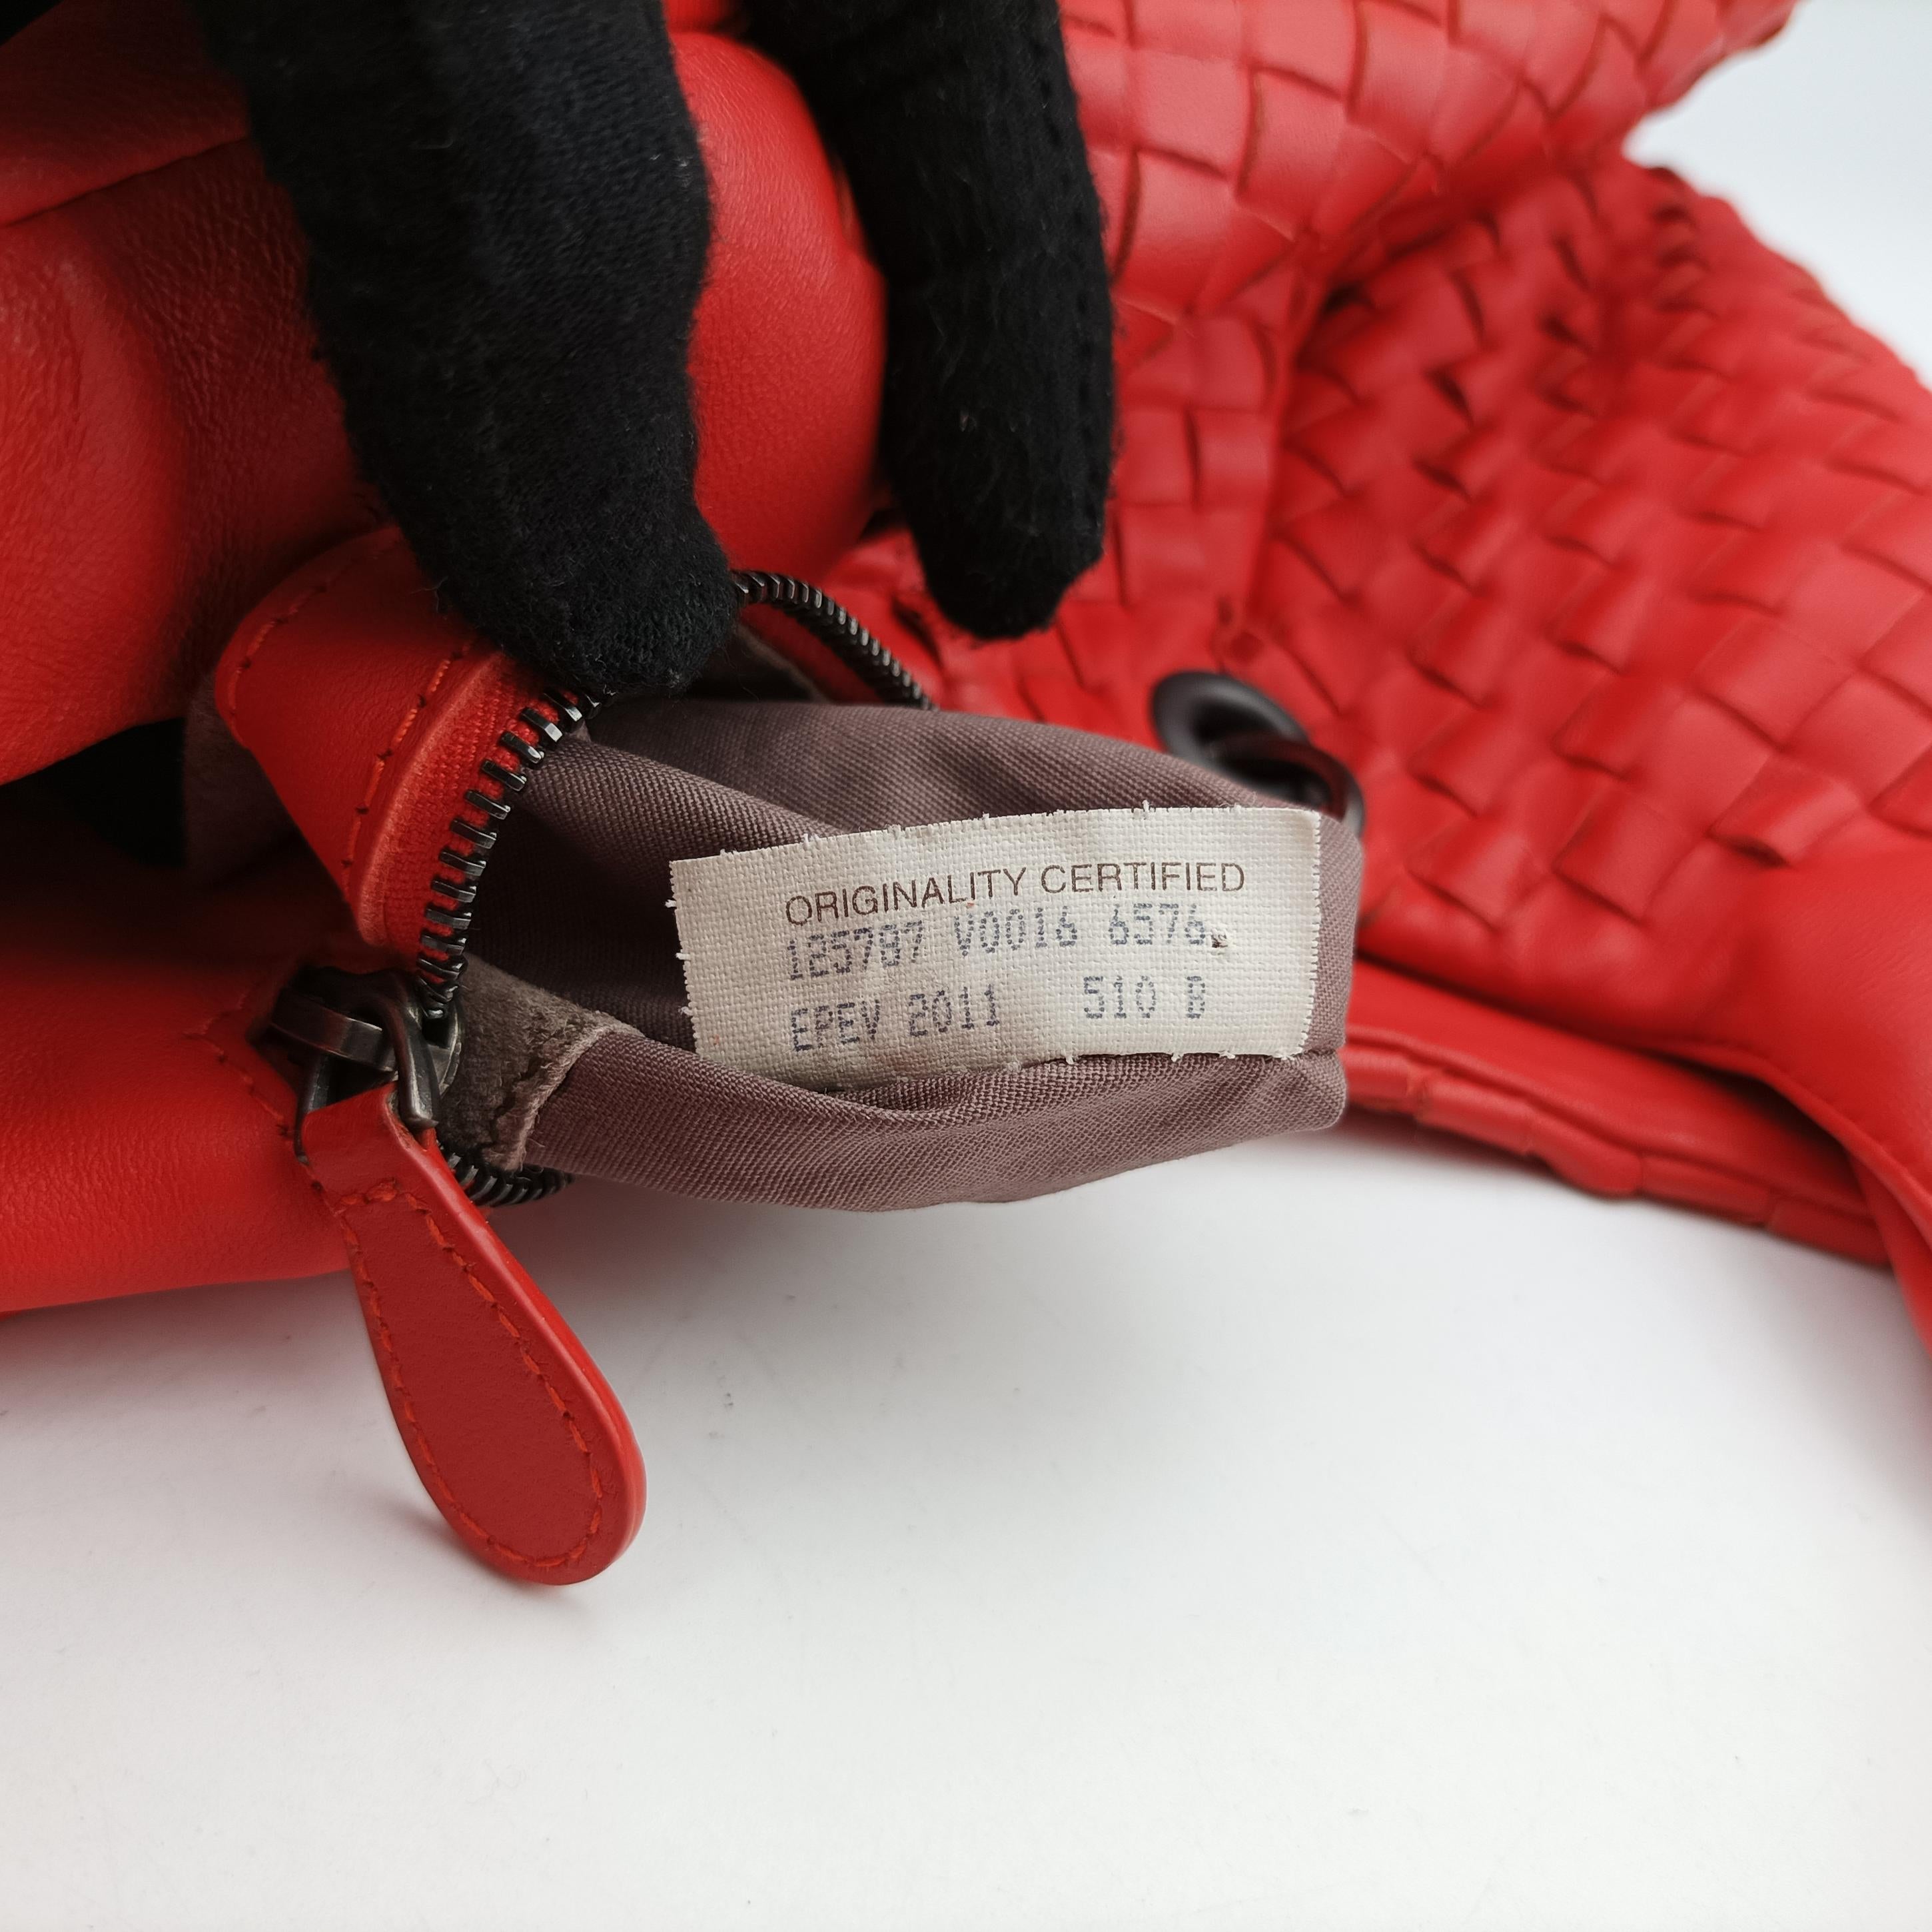 ORIGINALITY CERTIFIED
125787 V0016 6576
EPEV 2011 510 B